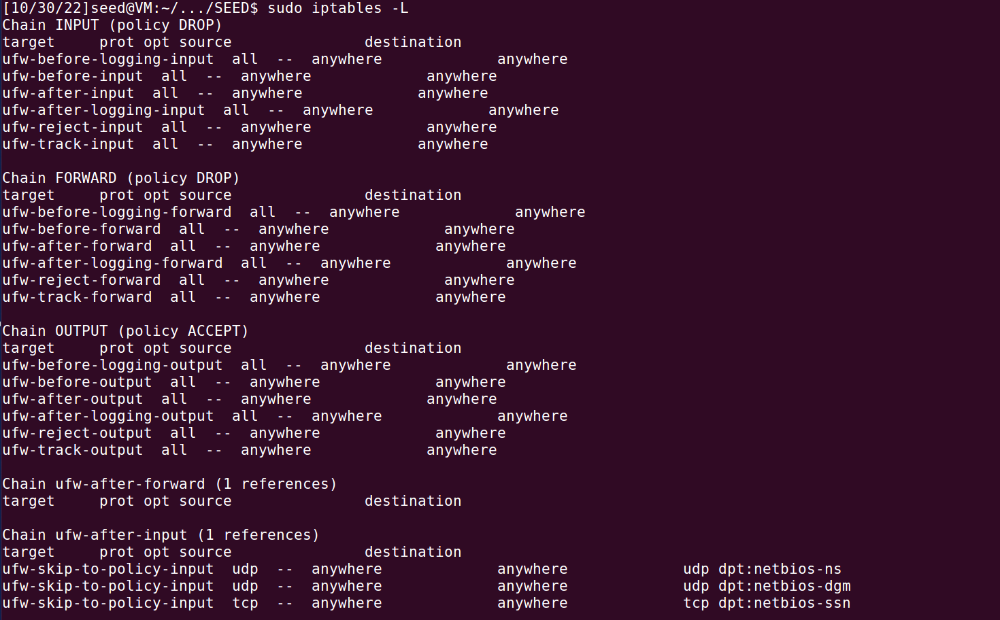 [10/30/22]seed@VM:~/.../SEED$ sudo iptables -L
Chain INPUT (policy DROP)
target     prot opt source               destination
ufw-before-logging-input  all  --  anywhere             anywhere
ufw-before-input  all  --  anywhere             anywhere
ufw-after-input  all  --  anywhere             anywhere
ufw-after-logging-input  all  --  anywhere             anywhere
ufw-reject-input  all  --  anywhere             anywhere
ufw-track-input  all  --  anywhere             anywhere

Chain FORWARD (policy DROP)
target     prot opt source               destination
ufw-before-logging-forward  all  --  anywhere             anywhere
ufw-before-forward  all  --  anywhere             anywhere
ufw-after-forward  all  --  anywhere             anywhere
ufw-after-logging-forward  all  --  anywhere             anywhere
ufw-reject-forward  all  --  anywhere             anywhere
ufw-track-forward  all  --  anywhere             anywhere

Chain OUTPUT (policy ACCEPT)
target     prot opt source               destination
ufw-before-logging-output  all  --  anywhere             anywhere
ufw-before-output  all  --  anywhere             anywhere
ufw-after-output  all  --  anywhere             anywhere
ufw-after-logging-output  all  --  anywhere             anywhere
ufw-reject-output  all  --  anywhere             anywhere
ufw-track-output  all  --  anywhere             anywhere

Chain ufw-after-forward (1 references)
target     prot opt source               destination

Chain ufw-after-input (1 references)
target     prot opt source               destination
ufw-skip-to-policy-input  udp  --  anywhere             anywhere             udp dpt:netbios-ns
ufw-skip-to-policy-input  udp  --  anywhere             anywhere             udp dpt:netbios-dgm
ufw-skip-to-policy-input  tcp  --  anywhere             anywhere             tcp dpt:netbios-ssn